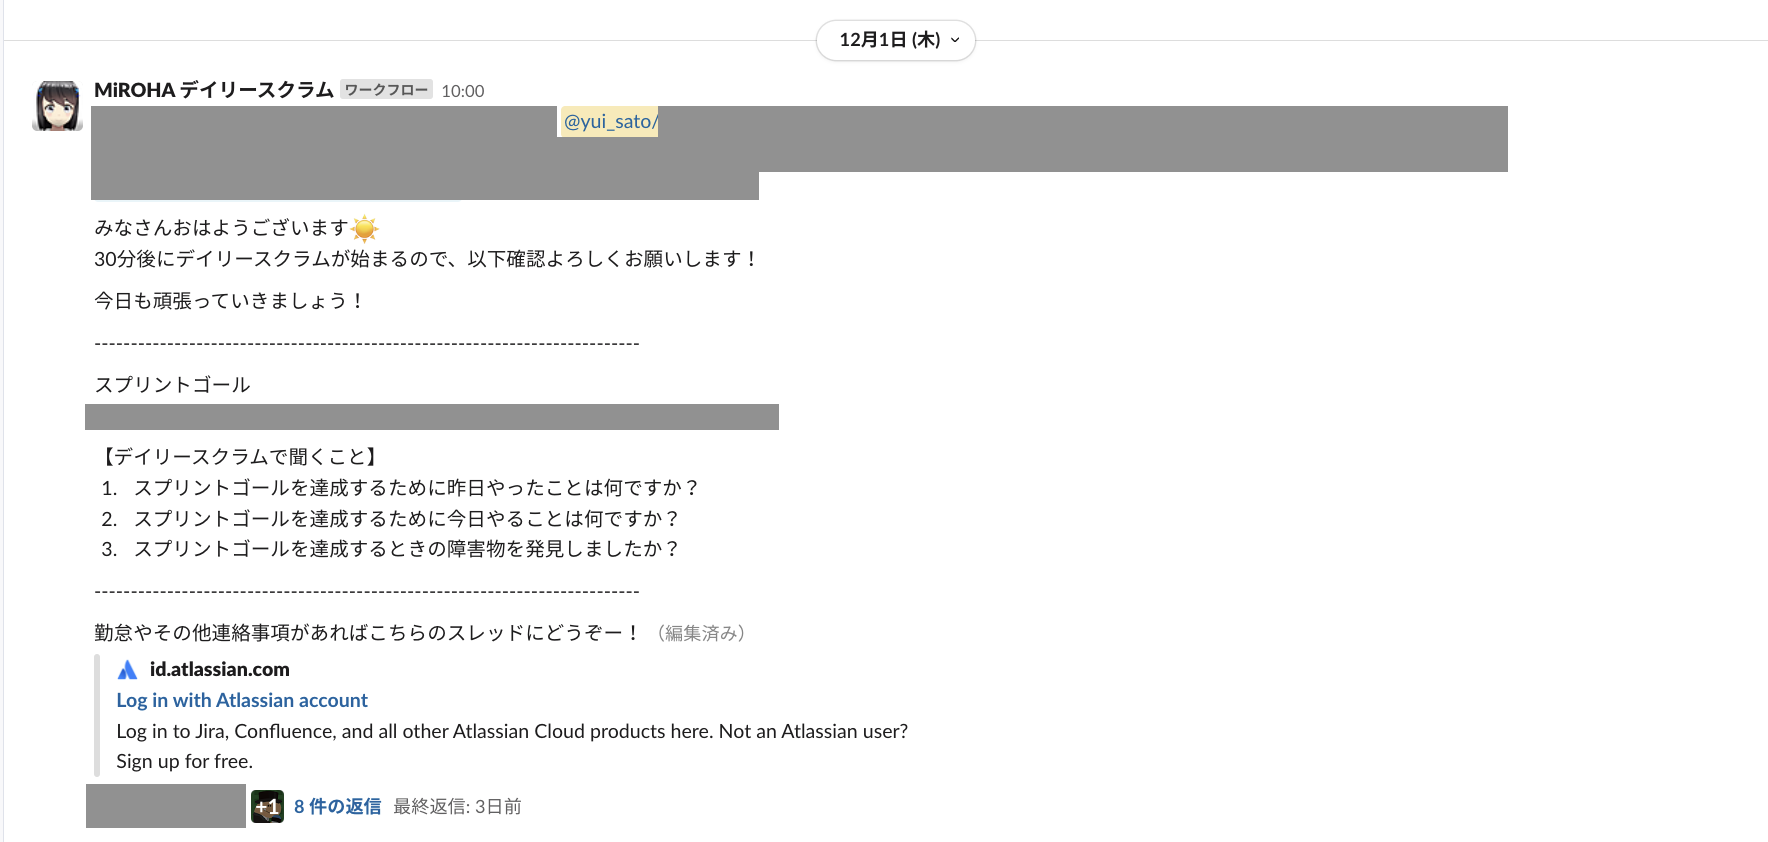 12月1日 (木)
MiROHA デイリースクラム ワークフロー 10:00
@yui_sato/
みなさんおはようございます
30分後にデイリースクラムが始まるので、以下確認よろしくお願いします！
今日も頑張っていきましょう！
---------------------------------------------------------------------------
スプリントゴール
【デイリースクラムで聞くこと】
1. スプリントゴールを達成するために昨日やったことは何ですか？
2. スプリントゴールを達成するために今日やることは何ですか？
3. スプリントゴールを達成するときの障害物を発見しましたか？
---------------------------------------------------------------------------
勤怠やその他連絡事項があればこちらのスレッドにどうぞー！ （編集済み）
id.atlassian.com
Log in with Atlassian account
Log in to Jira, Confluence, and all other Atlassian Cloud products here. Not an Atlassian user?
Sign up for free.
+1 8 件の返信 最終返信: 3日前